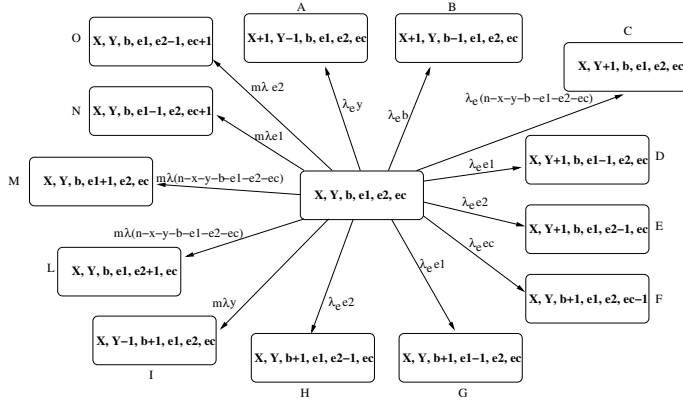 A
B
O
X, Y, b, e1, e2-1, ec+1
X+1, Y-1, b, e1, e2, ec
X+1, Y, b-1, e1, e2, ec
C
X, Y+1, b, e1, e2, ec
mλ e2
λe y
λe b
λe (n-x-y-b-e1-e2-ec)
N
X, Y, b, e1-1, e2, ec+1
mλe1
λe e1
X, Y+1, b, e1-1, e2, ec
D
M
X, Y, b, e1+1, e2, ec
mλ(n-x-y-b-e1-e2-ec)
X, Y, b, e1, e2, ec
λe e2
X, Y+1, b, e1, e2-1, ec
E
mλ(n-x-y-b-e1-e2-ec)
λe ec
L
X, Y, b, e1, e2+1, ec
mλy
λe e2
λe e1
X, Y, b+1, e1, e2, ec-1
F
X, Y-1, b+1, e1, e2, ec
X, Y, b+1, e1, e2-1, ec
X, Y, b+1, e1-1, e2, ec
I
H
G